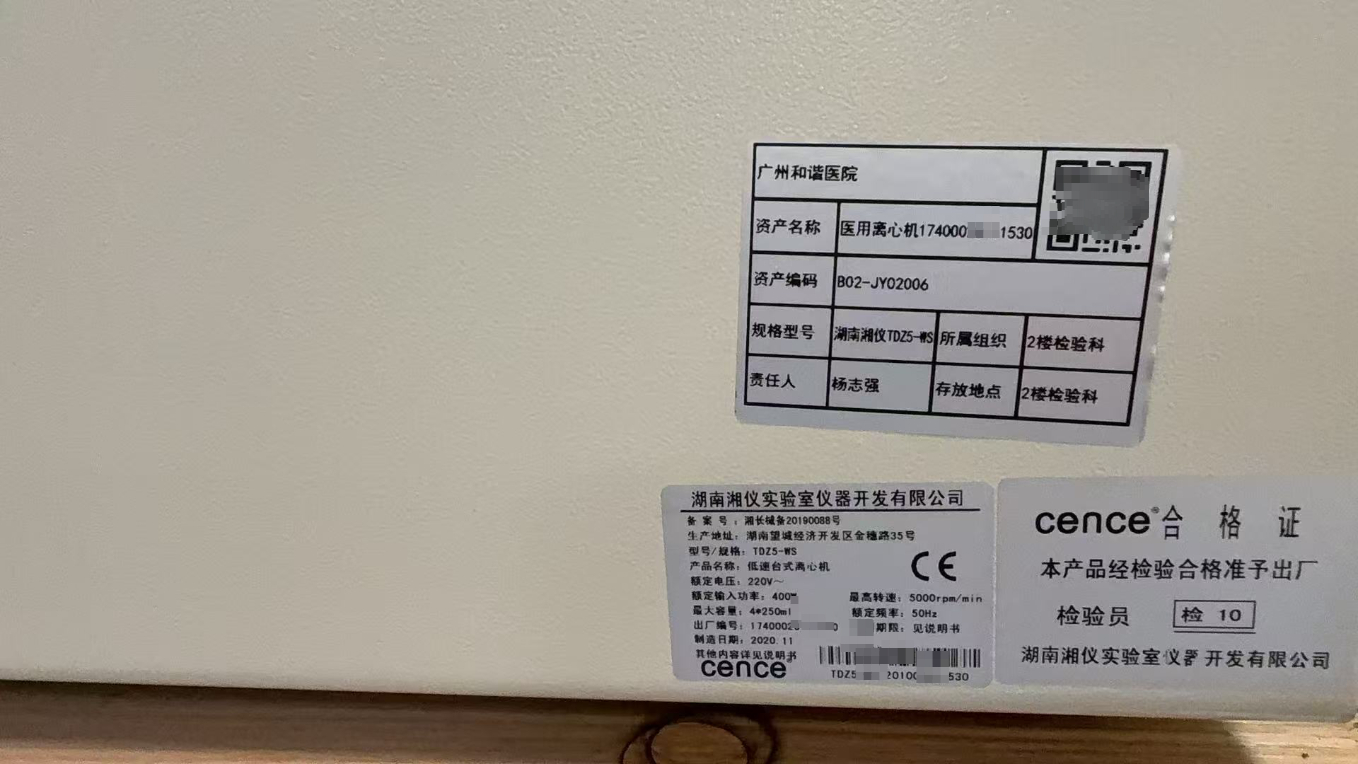 广州和谐医院
资产名称 医用离心机174000 1530
资产编码 B02-JY02006
规格型号 湖南湘仪TDZ5-WS 所属组织 2楼检验科
责任人 杨志强 存放地点 2楼检验科
湖南湘仪实验室仪器开发有限公司
备案号：湘长械备20190088号
生产地址：湖南望城经济开发区金穗路35号
型号/规格：TDZ5-WS
产品名称：低速台式离心机
CE
额定电压：220V～
额定输入功率：400W 最高转速：5000rpm/min
最大容量：4*250ml 额定频率：50Hz
出厂编号：1740002 0 期限：见说明书
制造日期：2020.11
其他内容详见说明书
cence®
TDZ5 20100 530
cence®合格证
本产品经检验合格准予出厂
检验员 检 10
湖南湘仪实验室仪器开发有限公司